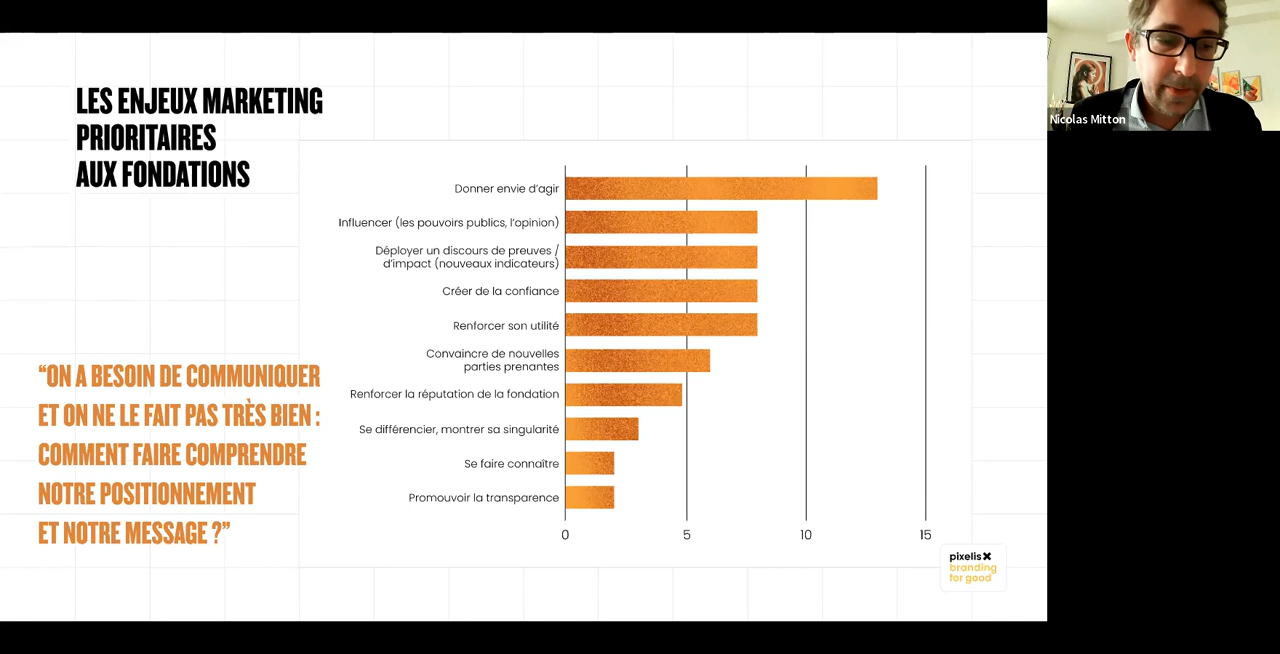 LES ENJEUX MARKETING
PRIORITAIRES
AUX FONDATIONS
“ON A BESOIN DE COMMUNIQUER
ET ON NE LE FAIT PAS TRÈS BIEN :
COMMENT FAIRE COMPRENDRE
NOTRE POSITIONNEMENT
ET NOTRE MESSAGE ?”
Donner envie d’agir
Influencer (les pouvoirs publics, l’opinion)
Déployer un discours de preuves /
d’impact (nouveaux indicateurs)
Créer de la confiance
Renforcer son utilité
Convaincre de nouvelles
parties prenantes
Renforcer la réputation de la fondation
Se différencier, montrer sa singularité
Se faire connaître
Promouvoir la transparence
0 5 10 15
pixelis
branding
for good
Nicolas Mitton